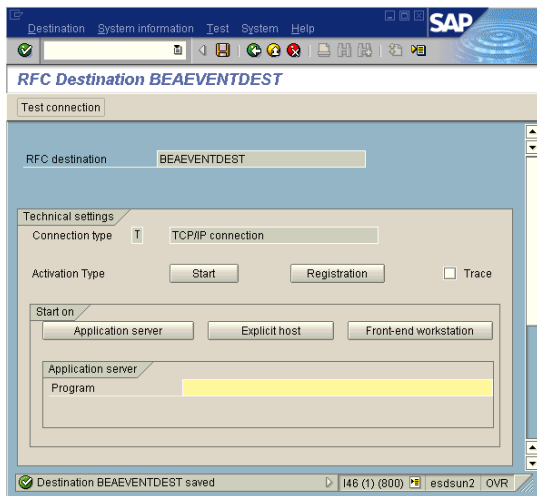 Destination System information Test System Help
SAP
RFC Destination BEAEVENTDEST
Test connection
RFC destination BEAEVENTDEST
Technical settings
Connection type T TCP/IP connection
Activation Type Start Registration Trace
Start on
Application server Explicit host Front-end workstation
Application server
Program
Destination BEAEVENTDEST saved I46 (1) (800) esdsun2 OVR